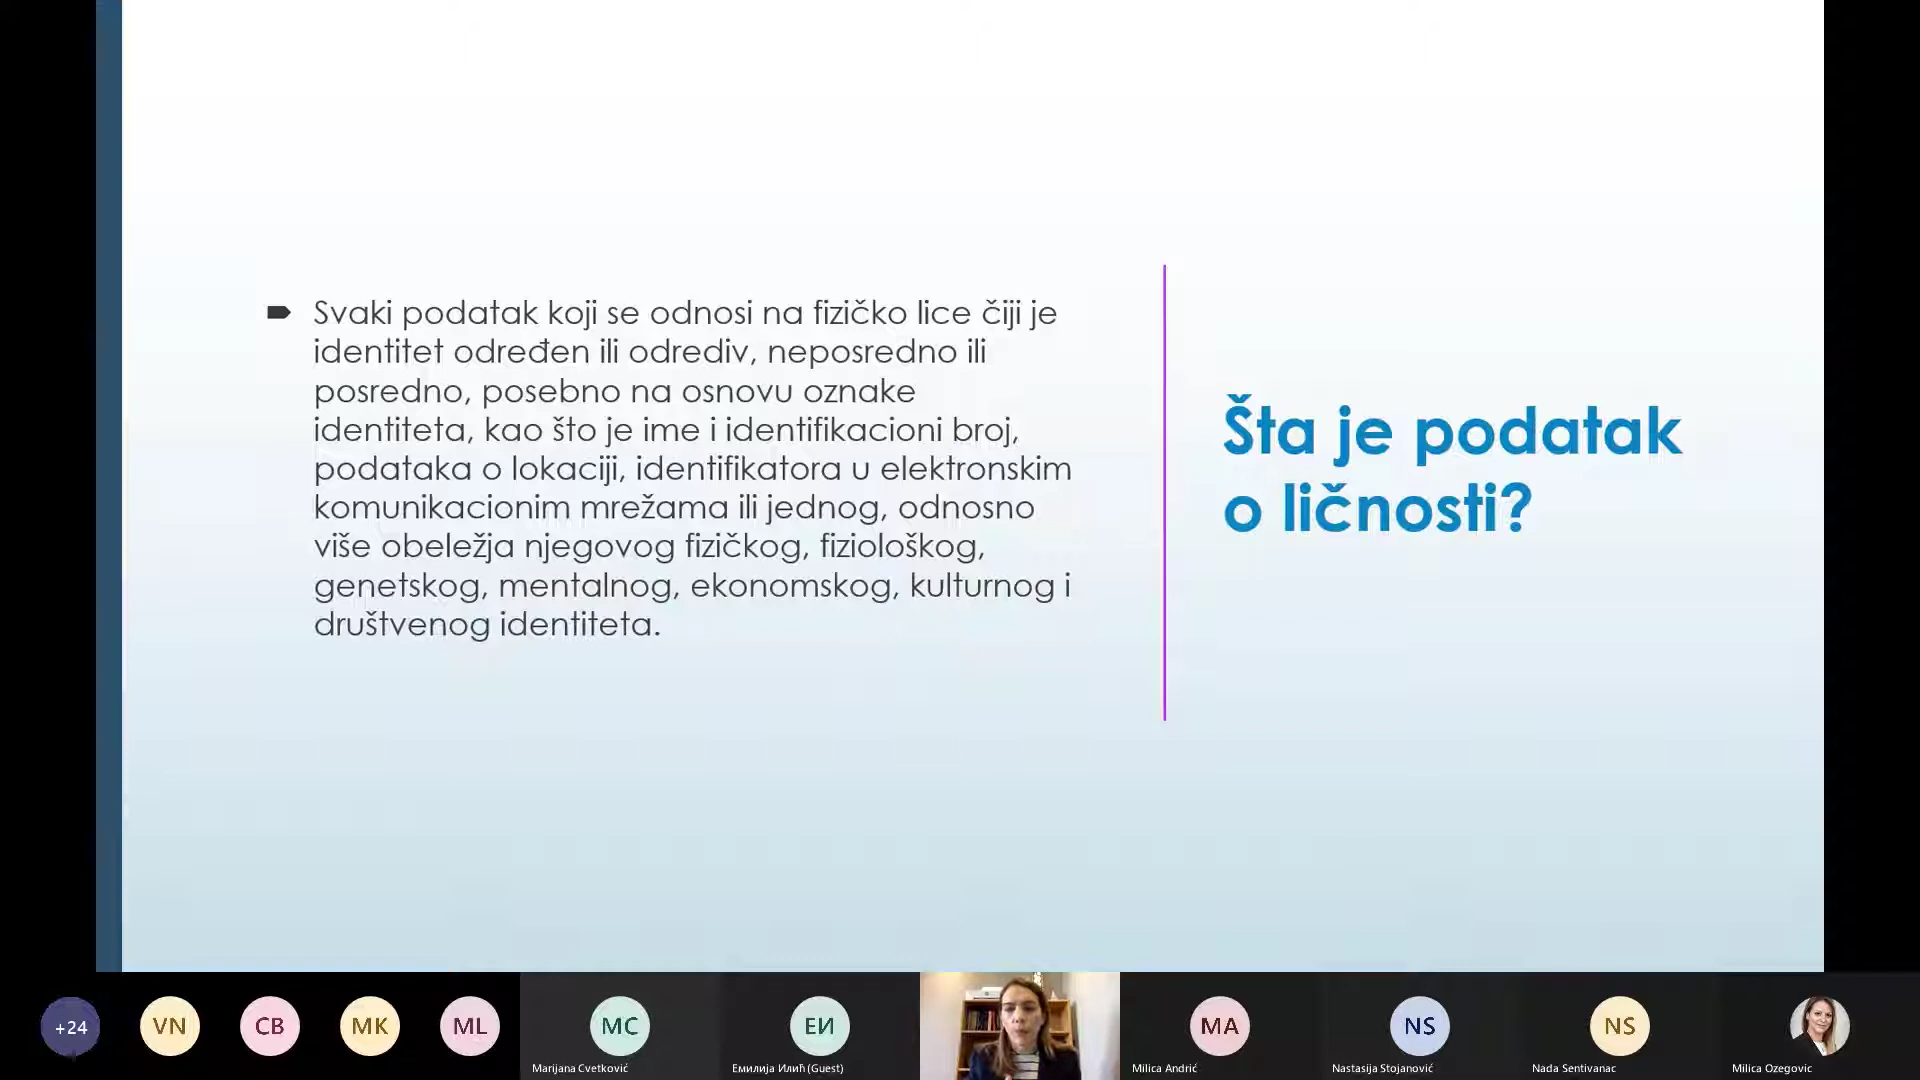 Svaki podatak koji se odnosi na fizičko lice čiji je
identitet određen ili odrediv, neposredno ili
posredno, posebno na osnovu oznake
identiteta, kao što je ime i identifikacioni broj,
podataka o lokaciji, identifikatora u elektronskim
komunikacionim mrežama ili jednog, odnosno
više obeležja njegovog fizičkog, fiziološkog,
genetskog, mentalnog, ekonomskog, kulturnog i
društvenog identiteta.
Šta je podatak
o ličnosti?
+24
VN
CB
MK
ML
MC
Marijana Cvetković
ЕИ
Емилија Илић (Guest)
MA
Milica Andrić
NS
Nastasija Stojanović
NS
Nada Sentivanac
Milica Ozegovic